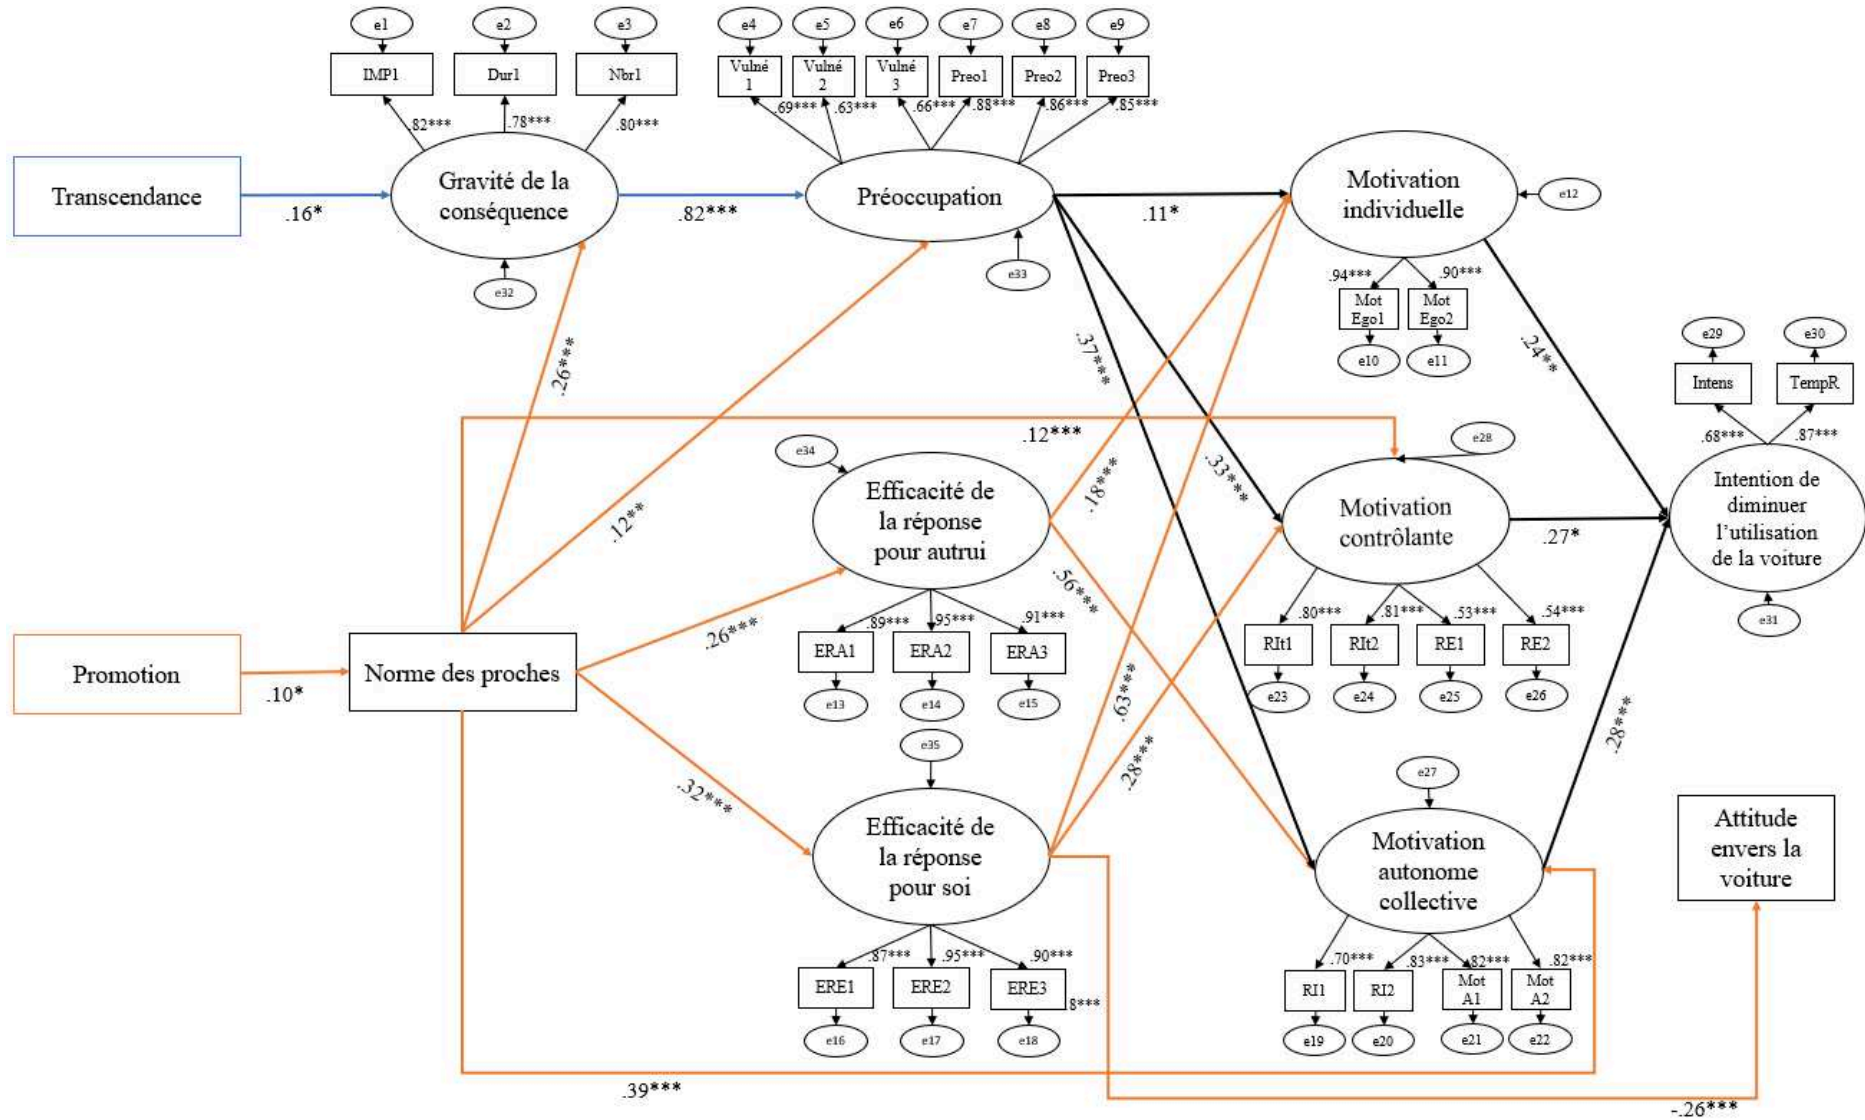 e1
e2
e3
e4
e5
e6
e7
e8
e9
IMP1
Dur1
Nbr1
Vulné
1
Vulné
2
Vulné
3
Preo1
Preo2
Preo3
.82***
.78***
.80***
.69***
.63***
.66***
.88***
.86***
.85***
Transcendance
.16*
Gravité de la
conséquence
.82***
Préoccupation
.11*
Motivation
individuelle
e12
e32
e33
.94***
.90***
Mot
Ego1
Mot
Ego2
e10
e11
.26***
.12**
.37***
.33***
.24**
e29
e30
Intens
TempR
.68***
.87***
.12***
e34
e28
Efficacité de
la réponse
pour autrui
.18***
.56***
Motivation
contrôlante
.27*
Intention de
diminuer
l’utilisation
de la voiture
e31
.26***
.89***
.95***
.91***
ERA1
ERA2
ERA3
e13
e14
e15
.80***
.81***
.53***
.54***
RIt1
RIt2
RE1
RE2
e23
e24
e25
e26
Promotion
.10*
Norme des proches
.63***
.28***
.28***
.32***
e35
e27
Efficacité de
la réponse
pour soi
Motivation
autonome
collective
Attitude
envers la
voiture
.87***
.95***
.90***
ERE1
ERE2
ERE3
8***
e16
e17
e18
.70***
.83***
.82***
.82***
RI1
RI2
Mot
A1
Mot
A2
e19
e20
e21
e22
.39***
-.26***